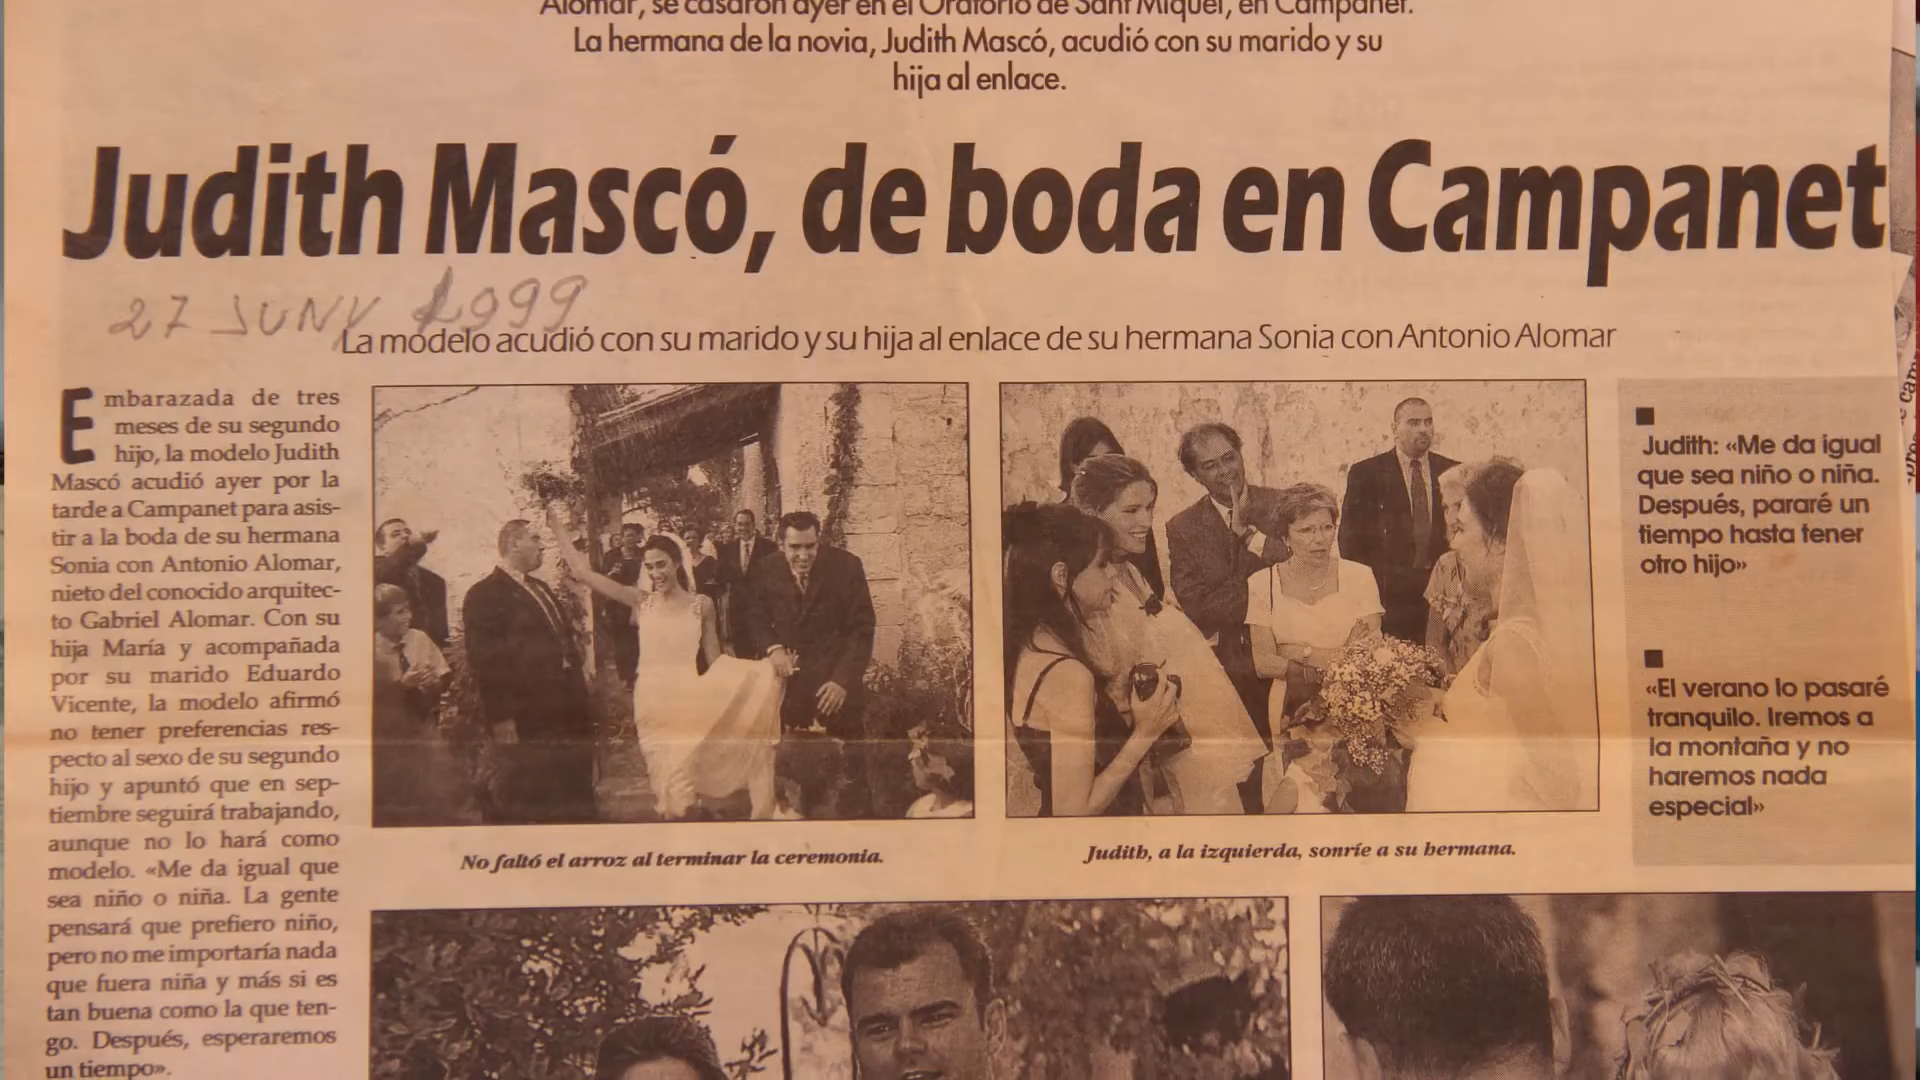 Alomar, se casaron ayer en el Oratorio de Sant Miquel, en Campanet.
La hermana de la novia, Judith Mascó, acudió con su marido y su
hija al enlace.
Judith Mascó, de boda en Campanet
27 JUNY 1999
La modelo acudió con su marido y su hija al enlace de su hermana Sonia con Antonio Alomar
Embarazada de tres
meses de su segundo
hijo, la modelo Judith
Mascó acudió ayer por la
tarde a Campanet para asis-
tir a la boda de su hermana
Sonia con Antonio Alomar,
nieto del conocido arquitec-
to Gabriel Alomar. Con su
hija María y acompañada
por su marido Eduardo
Vicente, la modelo afirmó
no tener preferencias res-
pecto al sexo de su segundo
hijo y apuntó que en sep-
tiembre seguirá trabajando,
aunque no lo hará como
modelo. «Me da igual que
sea niño o niña. La gente
pensará que prefiero niño,
pero no me importaría nada
que fuera niña y más si es
tan buena como la que ten-
go. Después, esperaremos
un tiempo».
No faltó el arroz al terminar la ceremonia.
Judith, a la izquierda, sonríe a su hermana.
Judith: «Me da igual
que sea niño o niña.
Después, pararé un
tiempo hasta tener
otro hijo»
«El verano lo pasaré
tranquilo. Iremos a
la montaña y no
haremos nada
especial»